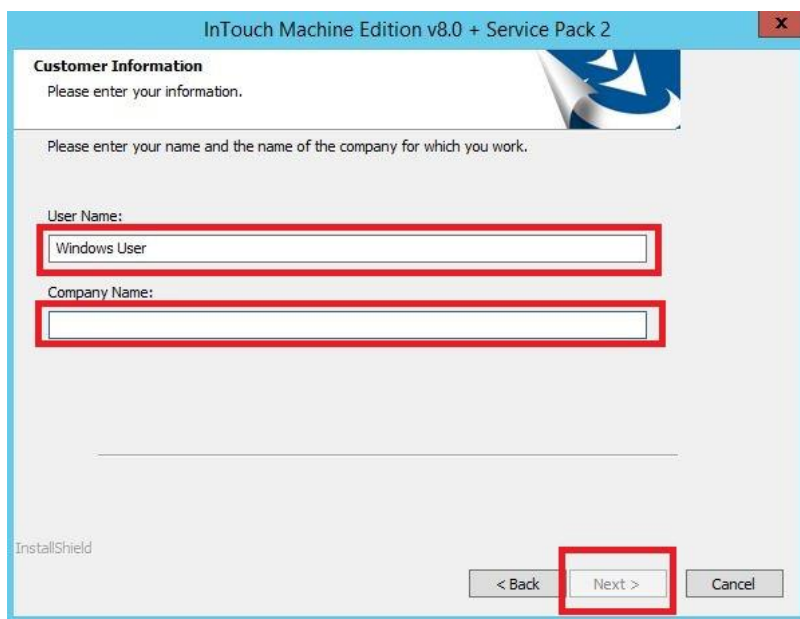 InTouch Machine Edition v8.0 + Service Pack 2
x
Customer Information
Please enter your information.
Please enter your name and the name of the company for which you work.
User Name:
Windows User
Company Name:
InstallShield
< Back
Next >
Cancel